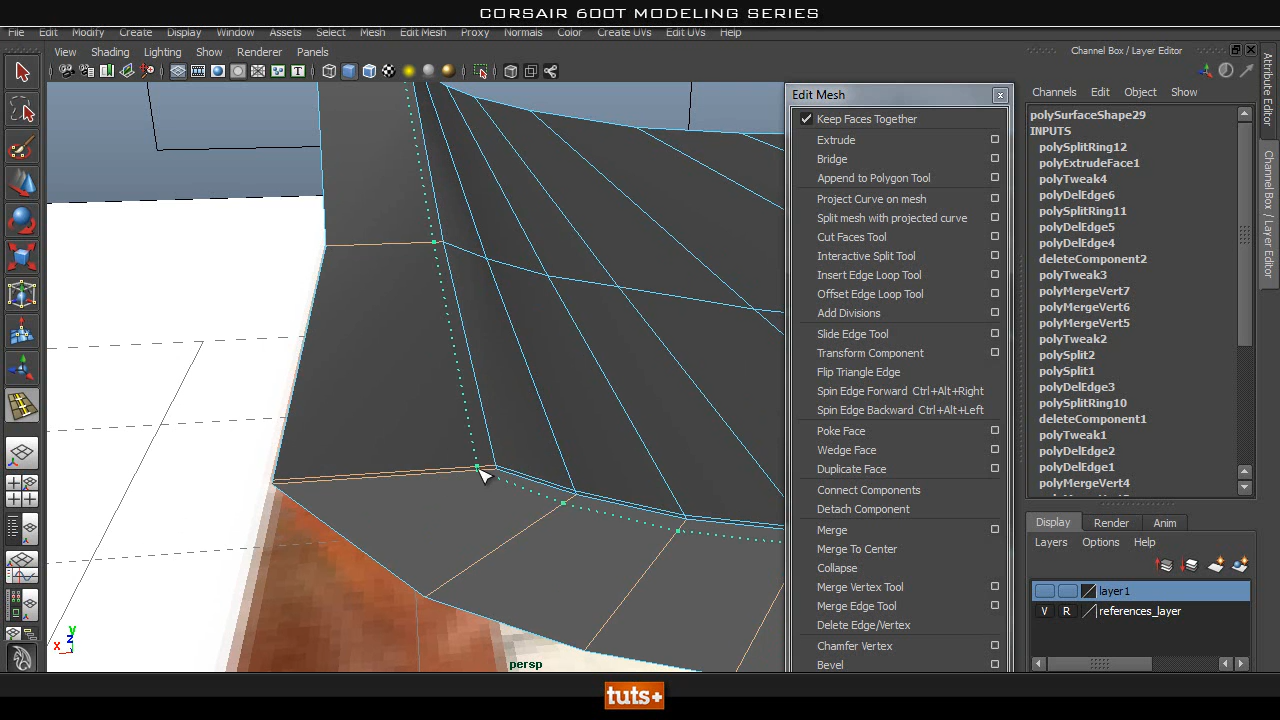 CORSAIR 600T MODELING SERIES
File Edit Modify Create Display Window Assets Select Mesh Edit Mesh Proxy Normals Color Create UVs Edit UVs Help
View Shading Lighting Show Renderer Panels
Channel Box / Layer Editor
Edit Mesh
Keep Faces Together
Extrude
Bridge
Append to Polygon Tool
Project Curve on mesh
Split mesh with projected curve
Cut Faces Tool
Interactive Split Tool
Insert Edge Loop Tool
Offset Edge Loop Tool
Add Divisions
Slide Edge Tool
Transform Component
Flip Triangle Edge
Spin Edge Forward Ctrl+Alt+Right
Spin Edge Backward Ctrl+Alt+Left
Poke Face
Wedge Face
Duplicate Face
Connect Components
Detach Component
Merge
Merge To Center
Collapse
Merge Vertex Tool
Merge Edge Tool
Delete Edge/Vertex
Chamfer Vertex
Bevel
Channels Edit Object Show
polySurfaceShape29
INPUTS
polySplitRing12
polyExtrudeFace1
polyTweak4
polyDelEdge6
polySplitRing11
polyDelEdge5
polyDelEdge4
deleteComponent2
polyTweak3
polyMergeVert7
polyMergeVert6
polyMergeVert5
polyTweak2
polySplit2
polySplit1
polyDelEdge3
polySplitRing10
deleteComponent1
polyTweak1
polyDelEdge2
polyDelEdge1
polyMergeVert4
Display Render Anim
Layers Options Help
layer1
V R references_layer
Attribute Editor
Channel Box / Layer Editor
y
z
x
persp
tuts+